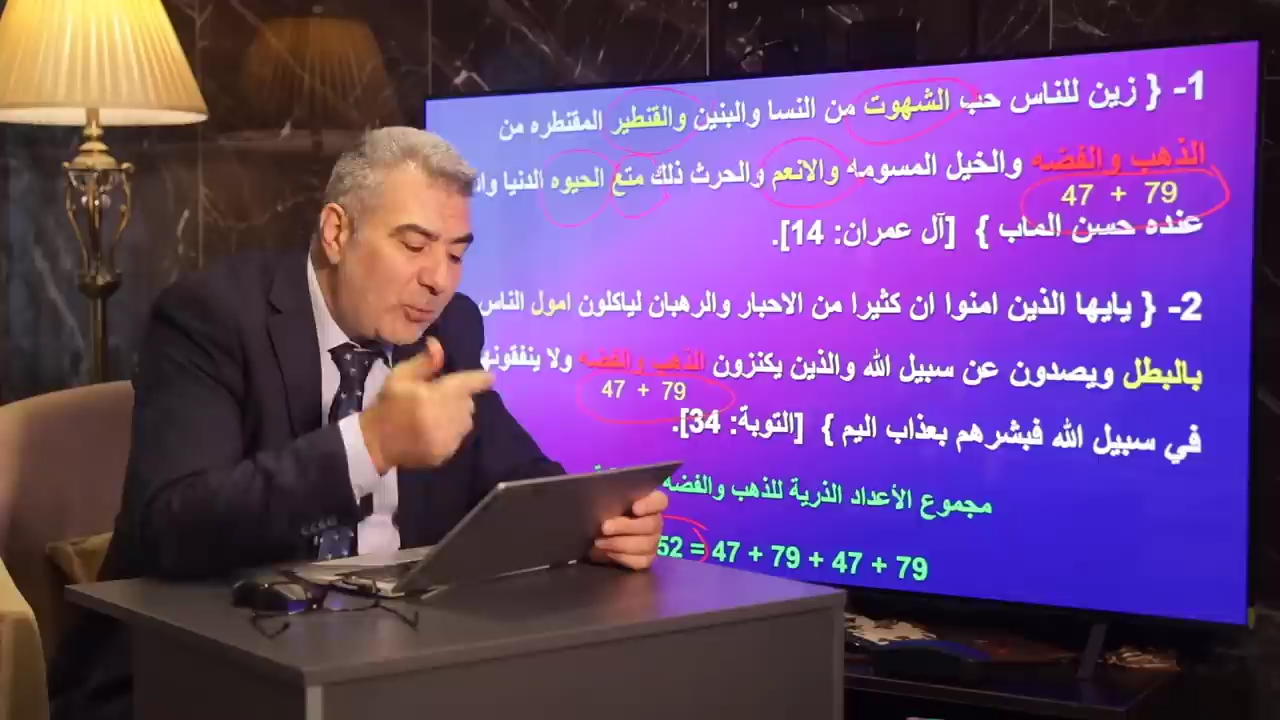 1- { زين للناس حب الشهوت من النسا والبنين والقنطير المقنطره من
الذهب والفضه والخيل المسومه والانعم والحرث ذلك متع الحيوه الدنيا
79 + 47
عنده حسن الماب } [آل عمران: 14].
2- { يايها الذين امنوا ان كثيرا من الاحبار والرهبان لياكلون امول الناس
بالبطل ويصدون عن سبيل الله والذين يكنزون الذهب والفضه ولا ينفقونها
79 + 47
في سبيل الله فبشرهم بعذاب اليم } [التوبة: 34].
مجموع الأعداد الذرية للذهب والفضه
79 + 47 + 79 + 47 = 52